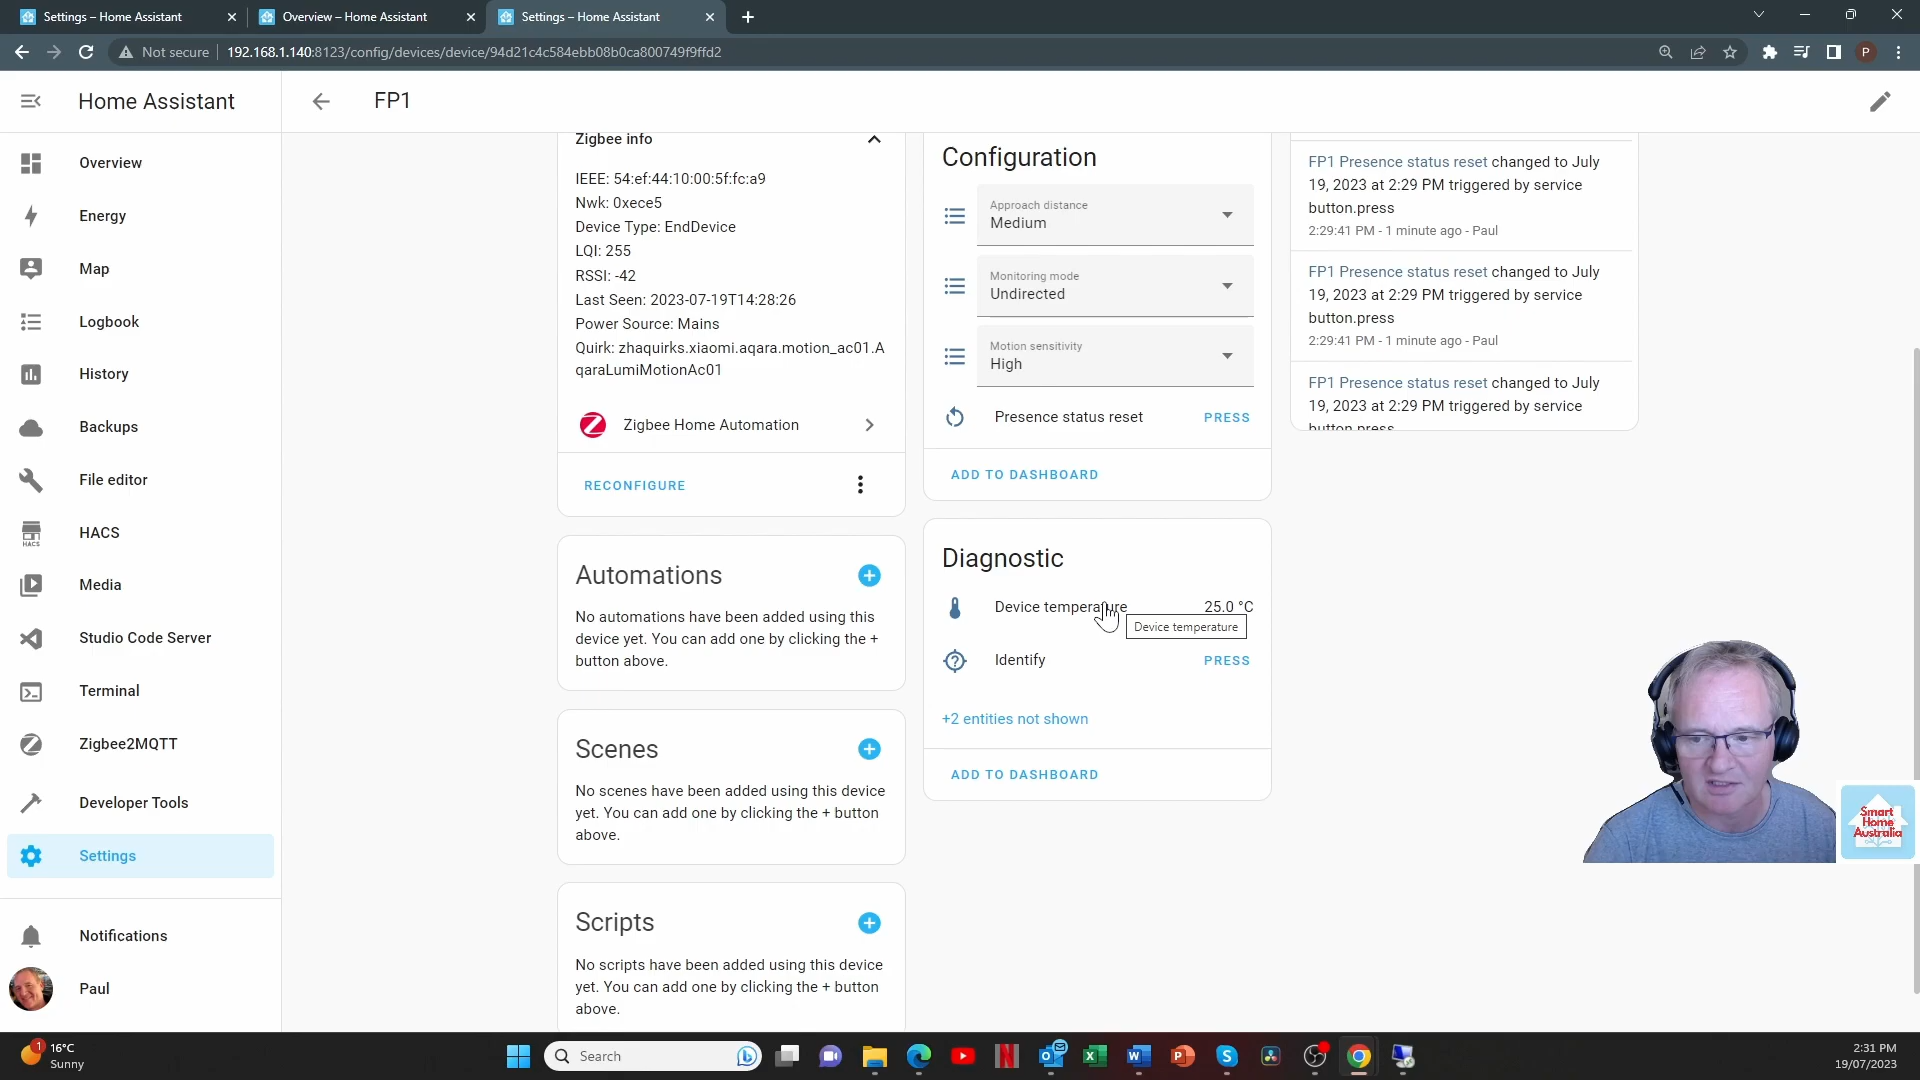 Settings – Home Assistant
Overview – Home Assistant
Settings – Home Assistant
Not secure
192.168.1.140:8123/config/devices/device/94d21c4c584ebb08b0ca800749f9ffd2
P
Home Assistant
FP1
Overview
Energy
Map
Logbook
History
Backups
File editor
HACS
HACS
Media
Studio Code Server
Terminal
Zigbee2MQTT
Developer Tools
Settings
Notifications
Paul
Zigbee info
IEEE: 54:ef:44:10:00:5f:fc:a9
Nwk: 0xece5
Device Type: EndDevice
LQI: 255
RSSI: -42
Last Seen: 2023-07-19T14:28:26
Power Source: Mains
Quirk: zhaquirks.xiaomi.aqara.motion_ac01.A
qaraLumiMotionAc01
Zigbee Home Automation
RECONFIGURE
Automations
No automations have been added using this
device yet. You can add one by clicking the +
button above.
Scenes
No scenes have been added using this device
yet. You can add one by clicking the + button
above.
Scripts
No scripts have been added using this device
yet. You can add one by clicking the + button
above.
Configuration
Approach distance
Medium
Monitoring mode
Undirected
Motion sensitivity
High
Presence status reset
PRESS
ADD TO DASHBOARD
Diagnostic
Device temperature
25.0 °C
Device temperature
Identify
PRESS
+2 entities not shown
ADD TO DASHBOARD
FP1 Presence status reset changed to July
19, 2023 at 2:29 PM triggered by service
button.press
2:29:41 PM - 1 minute ago - Paul
FP1 Presence status reset changed to July
19, 2023 at 2:29 PM triggered by service
button.press
2:29:41 PM - 1 minute ago - Paul
FP1 Presence status reset changed to July
19, 2023 at 2:29 PM triggered by service
button.press
Smart
Home
Australia
1
16°C
Sunny
Search
2:31 PM
19/07/2023